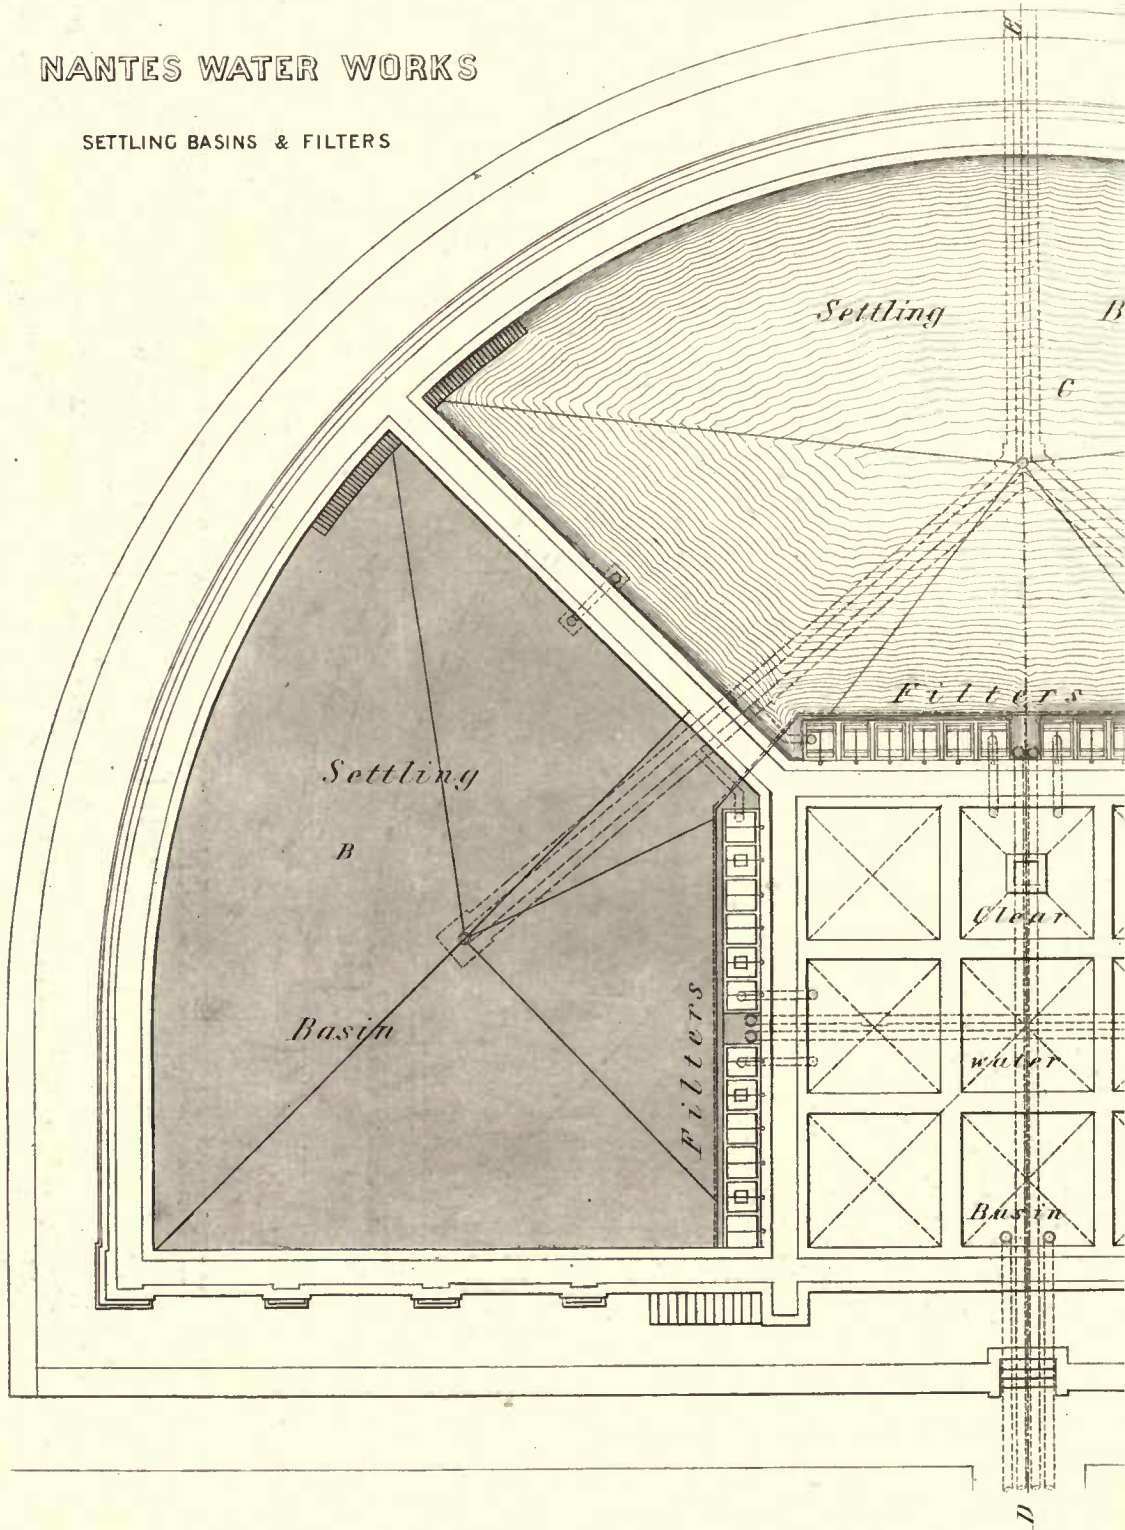 NANTES WATER WORKS
SETTLING BASINS & FILTERS
E
Settling B
C
Filters
Settling
B
Basin
Filters
Clear
water
Basin
D